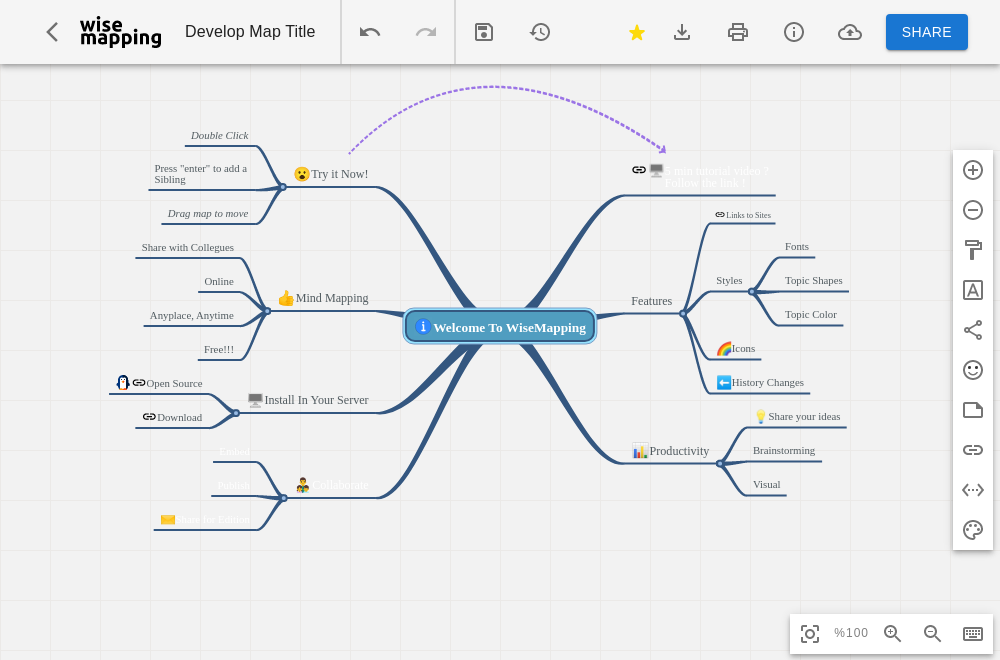 wise
mapping
Develop Map Title
SHARE
Double Click
Press "enter" to add a
Sibling
Drag map to move
Try it Now!
5 min tutorial video ?
Follow the link !
Share with Collegues
Online
Anyplace, Anytime
Free!!!
Mind Mapping
Links to Sites
Features
Styles
Fonts
Topic Shapes
Topic Color
Icons
History Changes
Welcome To WiseMapping
Open Source
Download
Install In Your Server
Productivity
Share your ideas
Brainstorming
Visual
Embed
Publish
Collaborate
%100